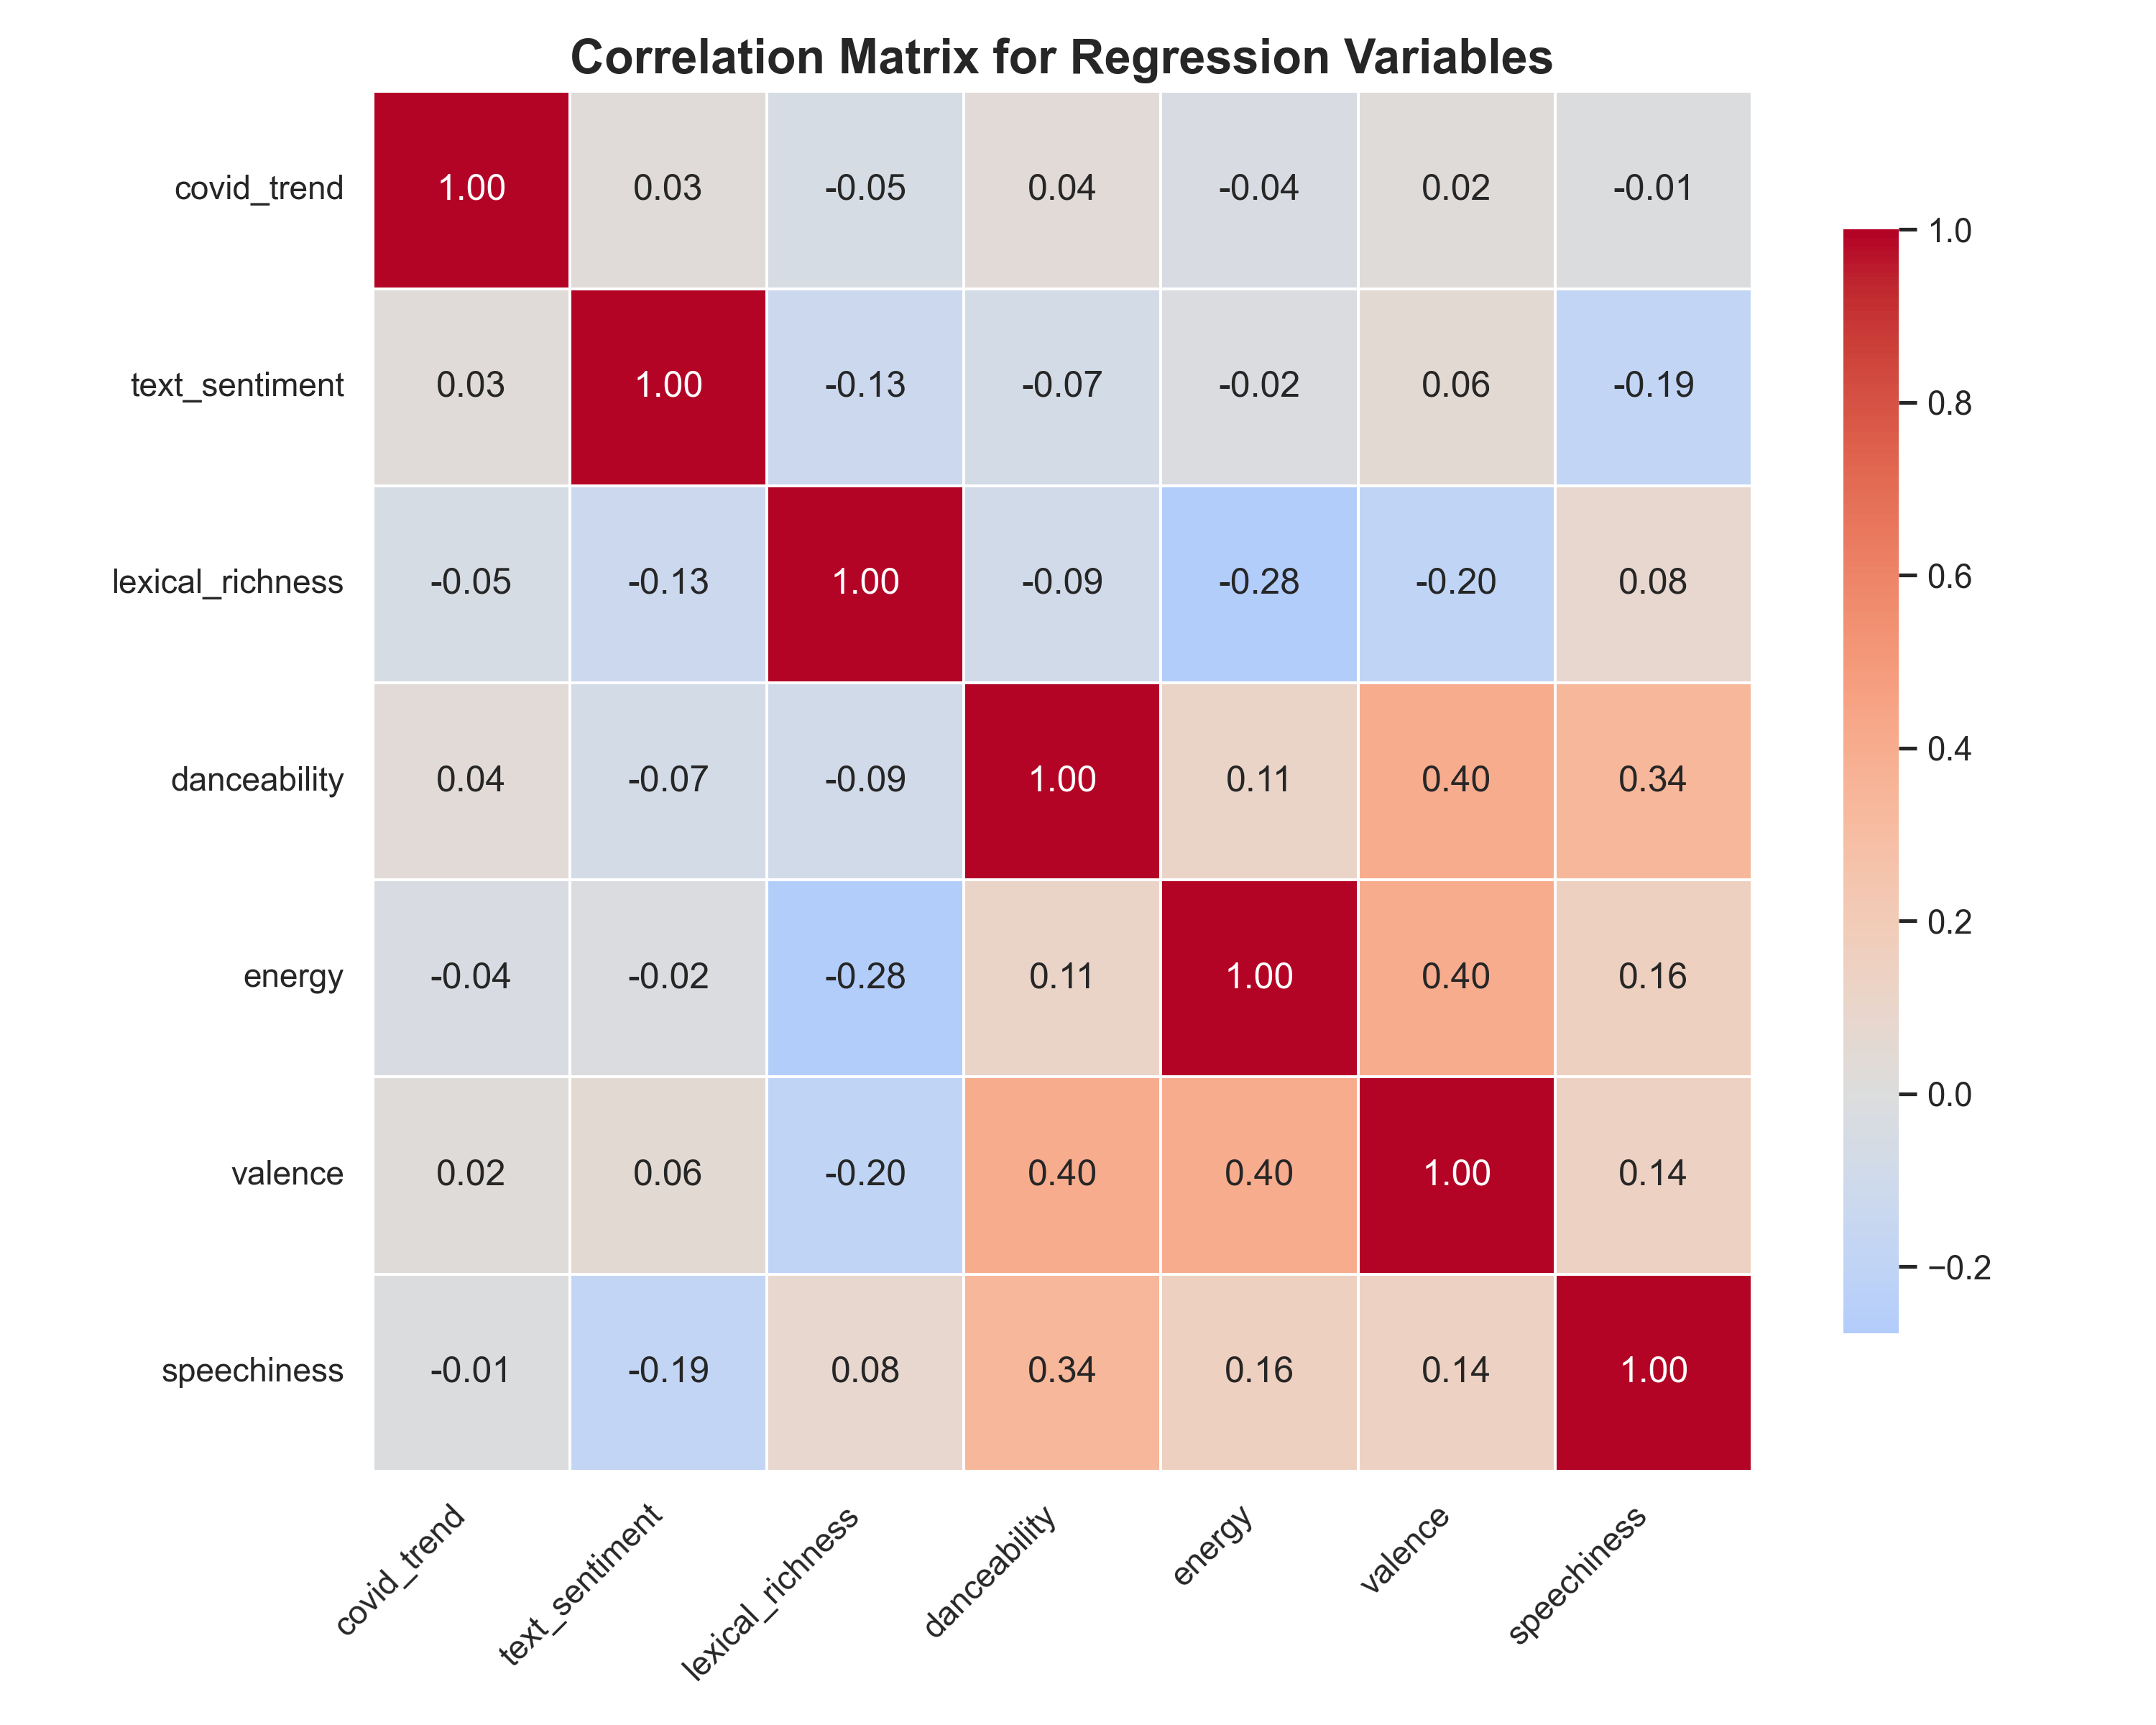 Correlation Matrix for Regression Variables
covid_trend 1.00 0.03 -0.05 0.04 -0.04 0.02 -0.01
text_sentiment 0.03 1.00 -0.13 -0.07 -0.02 0.06 -0.19
lexical_richness -0.05 -0.13 1.00 -0.09 -0.28 -0.20 0.08
danceability 0.04 -0.07 -0.09 1.00 0.11 0.40 0.34
energy -0.04 -0.02 -0.28 0.11 1.00 0.40 0.16
valence 0.02 0.06 -0.20 0.40 0.40 1.00 0.14
speechiness -0.01 -0.19 0.08 0.34 0.16 0.14 1.00
covid_trend text_sentiment lexical_richness danceability energy valence speechiness
1.0
0.8
0.6
0.4
0.2
0.0
−0.2